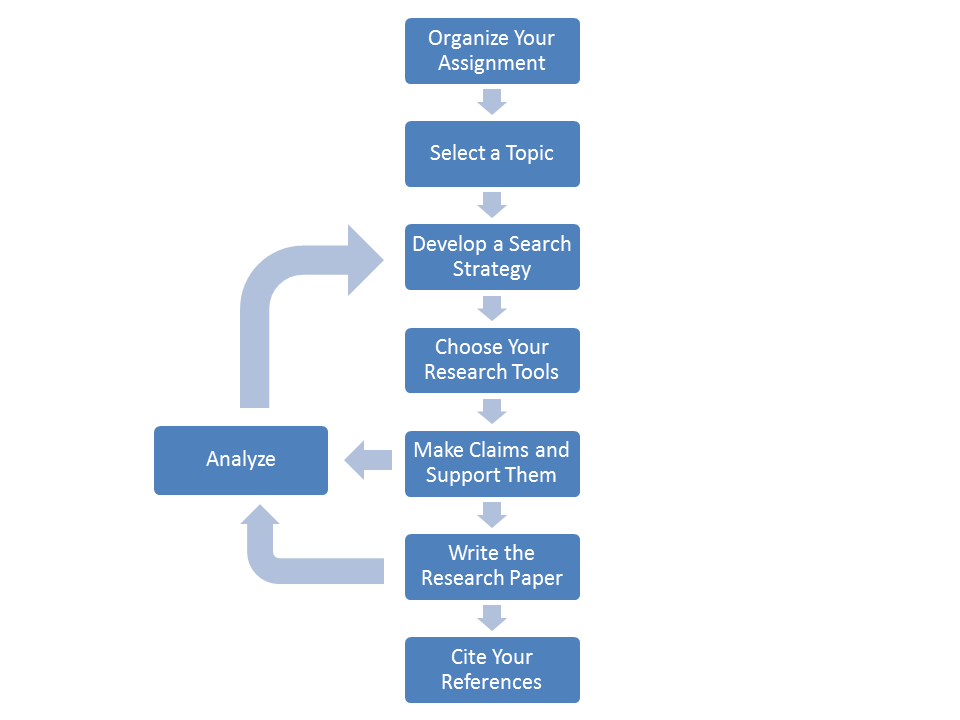 Organize Your
Assignment
Select a Topic
Develop a Search
Strategy
Choose Your
Research Tools
Analyze
Make Claims and
Support Them
Write the
Research Paper
Cite Your
References